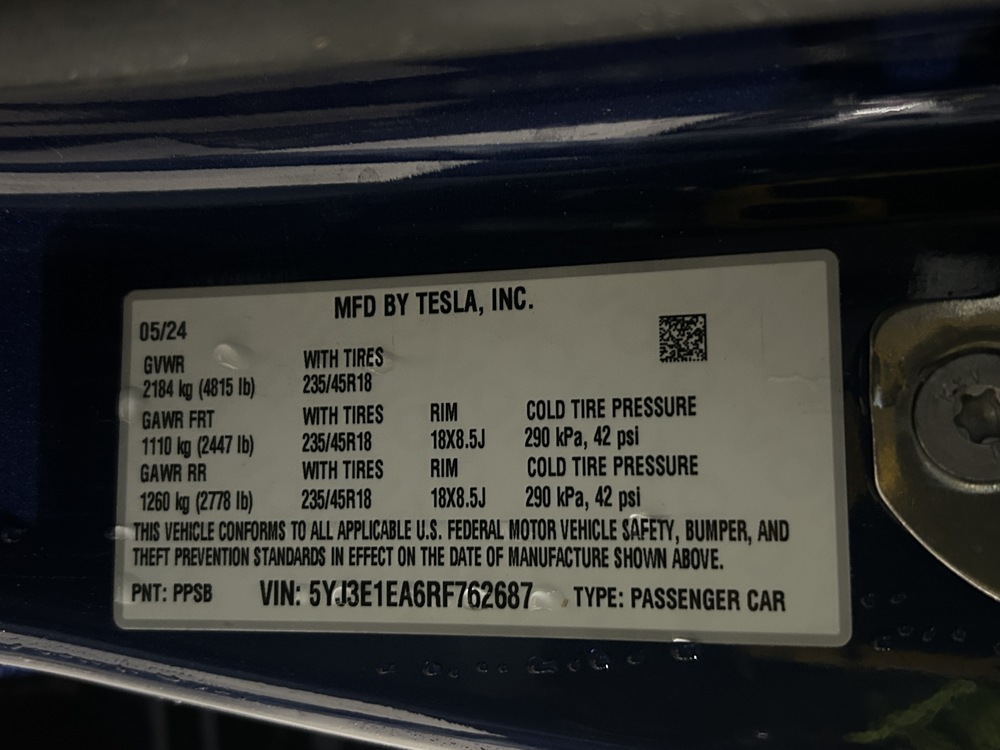 MFD BY TESLA, INC.
05/24
GVWR WITH TIRES
2184 kg (4815 lb) 235/45R18
GAWR FRT WITH TIRES RIM COLD TIRE PRESSURE
1110 kg (2447 lb) 235/45R18 18X8.5J 290 kPa, 42 psi
GAWR RR WITH TIRES RIM COLD TIRE PRESSURE
1260 kg (2778 lb) 235/45R18 18X8.5J 290 kPa, 42 psi
THIS VEHICLE CONFORMS TO ALL APPLICABLE U.S. FEDERAL MOTOR VEHICLE SAFETY, BUMPER, AND
THEFT PREVENTION STANDARDS IN EFFECT ON THE DATE OF MANUFACTURE SHOWN ABOVE.
PNT: PPSB VIN: 5YJ3E1EA6RF762687 TYPE: PASSENGER CAR